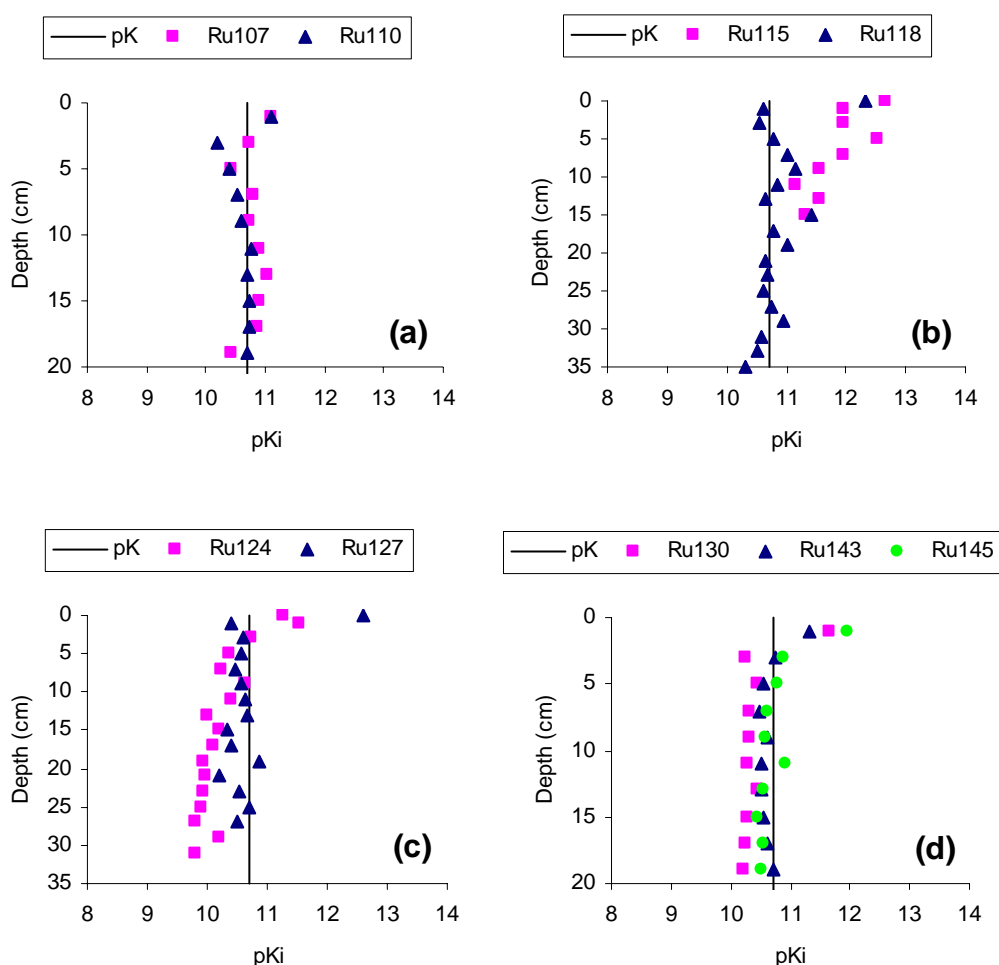 pK Ru107 Ru110
0
5
10
15
20
8 9 10 11 12 13 14
pKi
Depth (cm)
(a)
pK Ru115 Ru118
0
5
10
15
20
25
30
35
8 9 10 11 12 13 14
pKi
Depth (cm)
(b)
pK Ru124 Ru127
0
5
10
15
20
25
30
35
8 9 10 11 12 13 14
pKi
Depth (cm)
(c)
pK Ru130 Ru143 Ru145
0
5
10
15
20
8 9 10 11 12 13 14
pKi
Depth (cm)
(d)